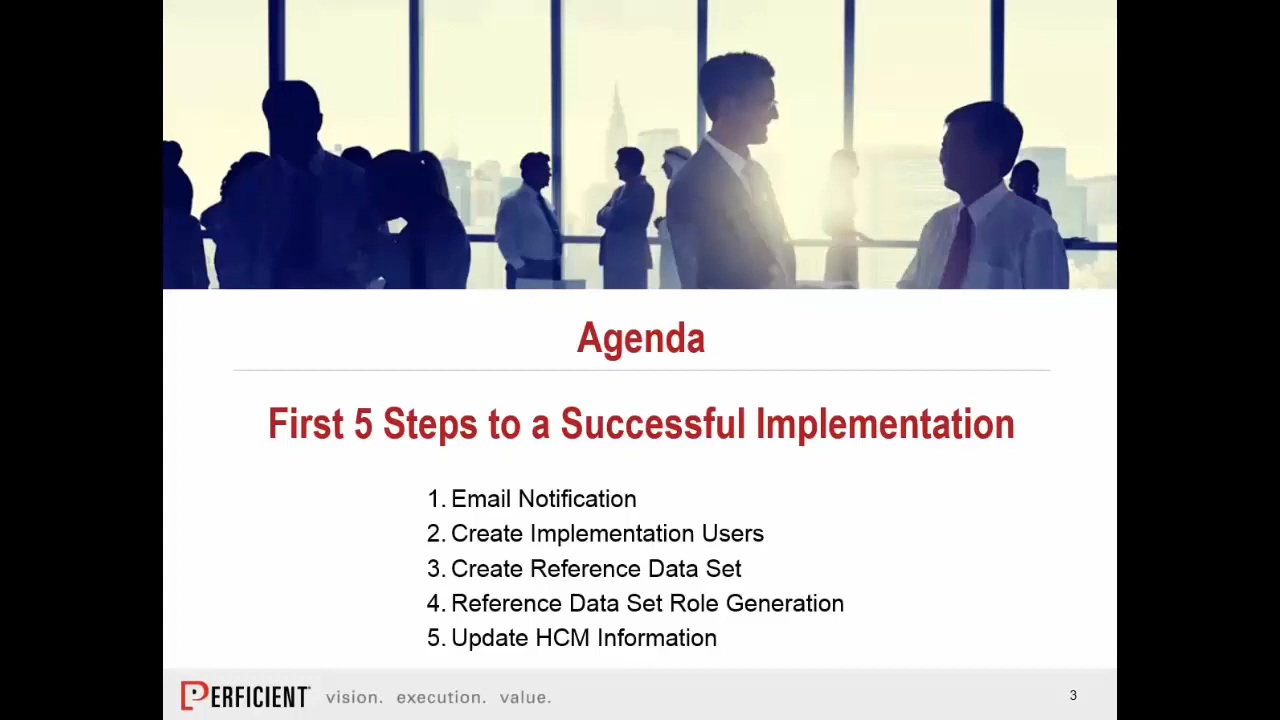 Agenda
First 5 Steps to a Successful Implementation
1. Email Notification
2. Create Implementation Users
3. Create Reference Data Set
4. Reference Data Set Role Generation
5. Update HCM Information
PERFICIENT vision. execution. value.
3